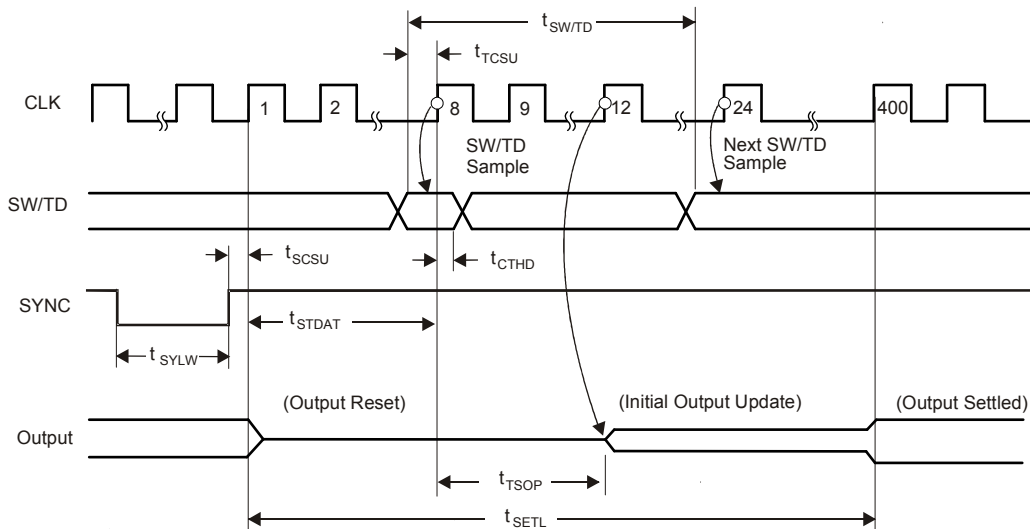 tSW/TD
tTCSU
CLK
1 2 8 9 12 24 400
SW/TD
Sample
Next SW/TD
Sample
SW/TD
tSCSU
tCTHD
SYNC
tSTDAT
tSYLW
(Output Reset) (Initial Output Update) (Output Settled)
Output
tTSOP
tSETL